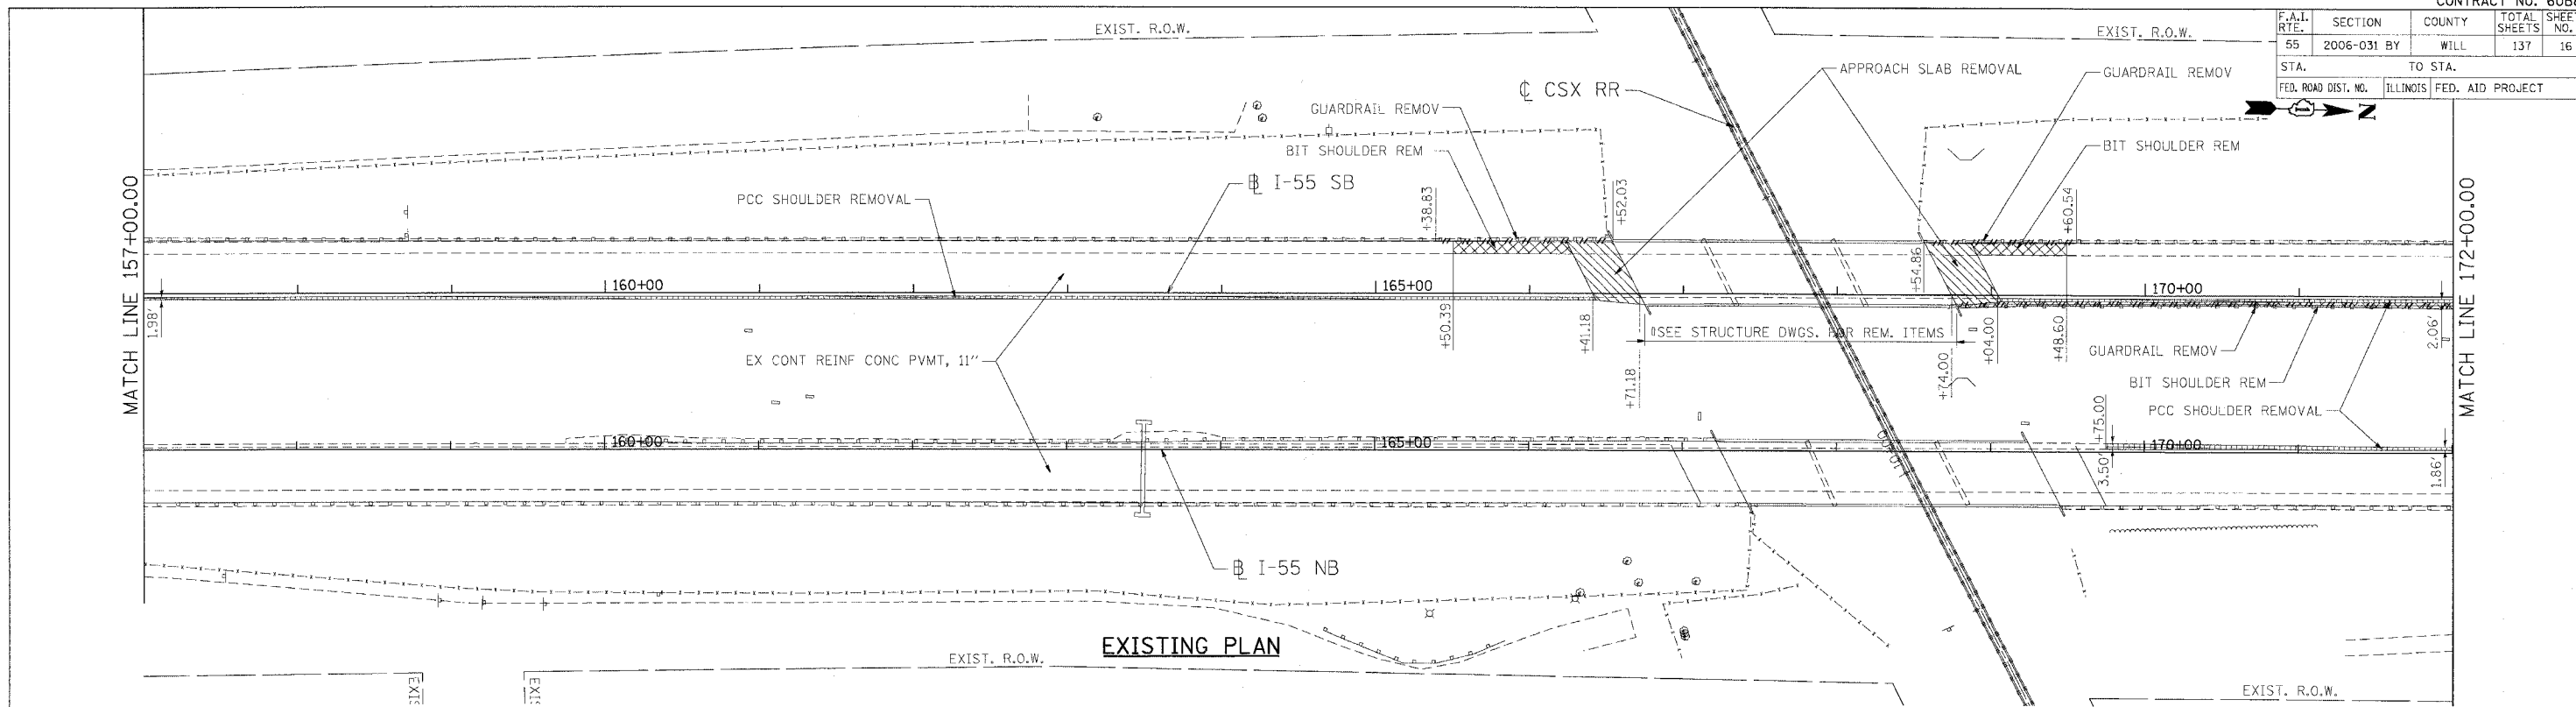 CONTRACT NO.
F.A.I. RTE. SECTION COUNTY TOTAL SHEETS SHEET NO.
55 2006-031 BY WILL 137 16
STA. TO STA.
FED. ROAD DIST. NO. ILLINOIS FED. AID PROJECT
N
EXIST. R.O.W.
EXIST. R.O.W.
APPROACH SLAB REMOVAL
GUARDRAIL REMOV
℄ CSX RR
GUARDRAIL REMOV
BIT SHOULDER REM
BIT SHOULDER REM
B I-55 SB
PCC SHOULDER REMOVAL
MATCH LINE 157+00.00
MATCH LINE 172+00.00
+38.83
+52.03
+54.86
+60.54
160+00
165+00
170+00
1.98'
+50.39
+41.18
+71.18
SEE STRUCTURE DWGS. FOR REM. ITEMS
+74.00
+04.00
+48.60
2.06'
EX CONT REINF CONC PVMT, 11"
GUARDRAIL REMOV
BIT SHOULDER REM
PCC SHOULDER REMOVAL
160+00
165+00
170+00
+75.00
3.50'
1.86'
B I-55 NB
EXISTING PLAN
EXIST. R.O.W.
EXIST. R.O.W.